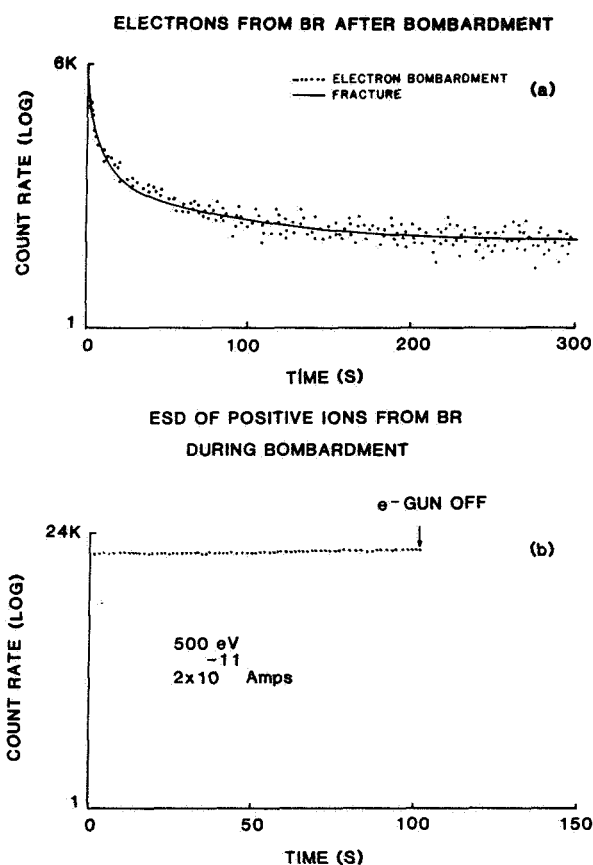 ELECTRONS FROM BR AFTER BOMBARDMENT
6K
ELECTRON BOMBARDMENT
FRACTURE
(a)
COUNT RATE (LOG)
1
0
100
200
300
TIME (S)
ESD OF POSITIVE IONS FROM BR
DURING BOMBARDMENT
e- GUN OFF
24K
(b)
COUNT RATE (LOG)
500 eV
-11
2x10 Amps
1
0
50
100
150
TIME (S)